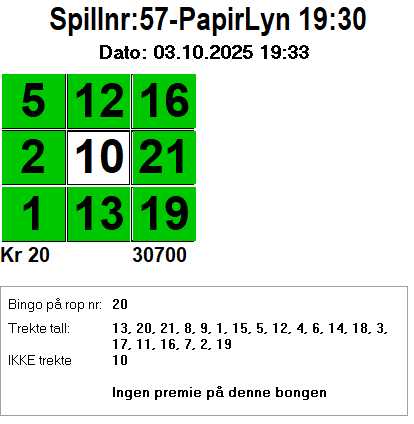 Spillnr:57-PapirLyn 19:30
Dato: 03.10.2025 19:33
5 12 16
2 10 21
1 13 19
Kr 20 30700
Bingo på rop nr: 20
Trekte tall: 13, 20, 21, 8, 9, 1, 15, 5, 12, 4, 6, 14, 18, 3,
17, 11, 16, 7, 2, 19
IKKE trekte 10
Ingen premie på denne bongen